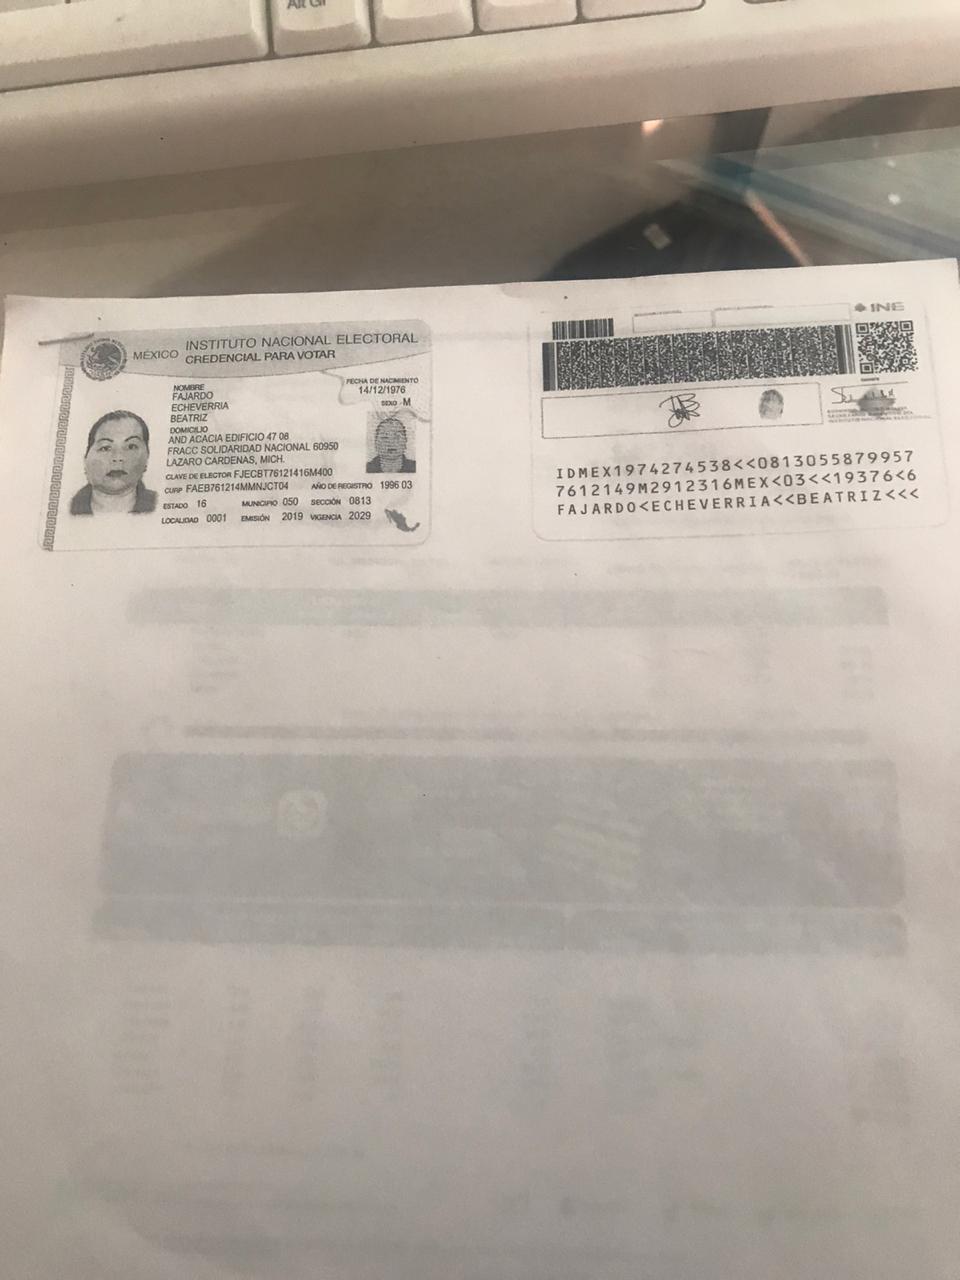 Alt Gr
MÉXICO
INSTITUTO NACIONAL ELECTORAL
CREDENCIAL PARA VOTAR
NOMBRE
FAJARDO
ECHEVERRIA
BEATRIZ
FECHA DE NACIMIENTO
14/12/1976
SEXO M
DOMICILIO
AND ACACIA EDIFICIO 47 08
FRACC SOLIDARIDAD NACIONAL 60950
LAZARO CARDENAS, MICH.
CLAVE DE ELECTOR FJECBT76121416M400
CURP FAEB761214MMNJCT04 AÑO DE REGISTRO 1996 03
ESTADO 16 MUNICIPIO 050 SECCIÓN 0813
LOCALIDAD 0001 EMISIÓN 2019 VIGENCIA 2029
INE
IDMEX1974274538<<0813055879957
7612149M2912316MEX<03<<19376<6
FAJARDO<ECHEVERRIA<<BEATRIZ<<<